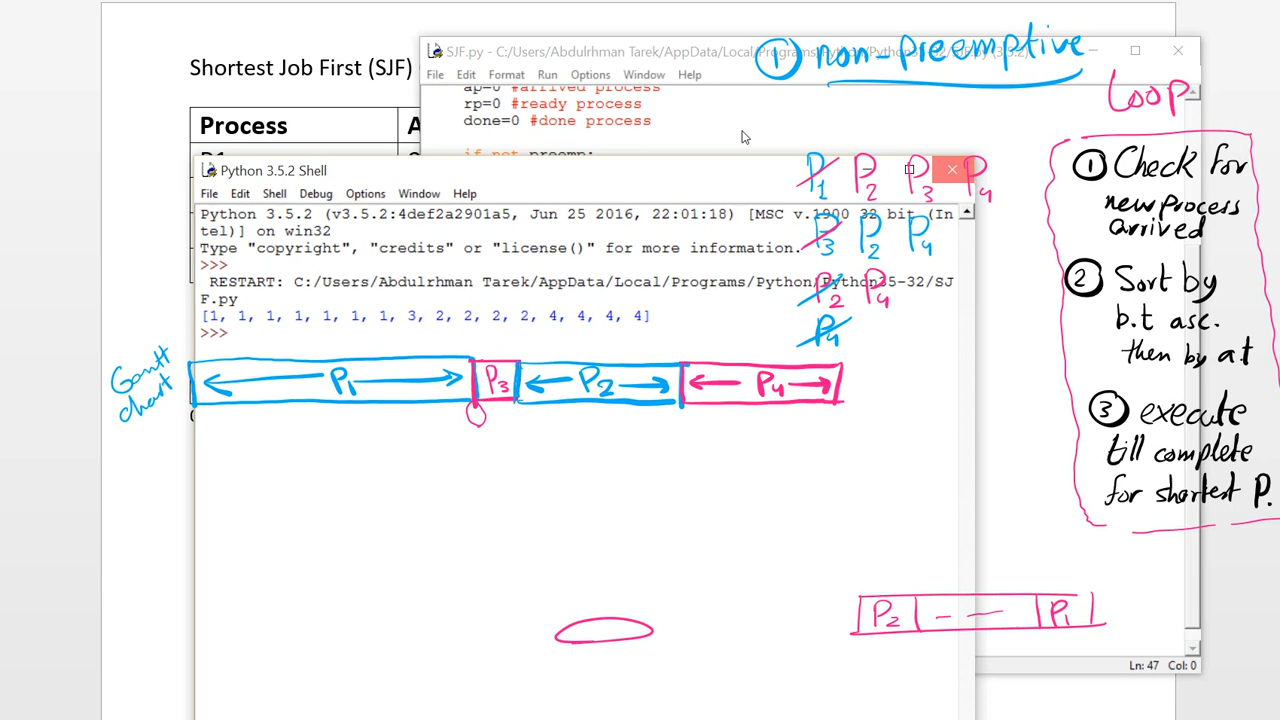 Shortest Job First (SJF)
SJF.py - C:/Users/Abdulrhman Tarek/AppData/Local/Programs/Python/Python35-32/SJF.py (3.5.2)
① non-preemptive
File Edit Format Run Options Window Help
ap=0 #arrived process
rp=0 #ready process
done=0 #done process
if not preemp:
Process
A
Python 3.5.2 Shell
File Edit Shell Debug Options Window Help
Python 3.5.2 (v3.5.2:4def2a2901a5, Jun 25 2016, 22:01:18) [MSC v.1900 32 bit (In
tel)] on win32
Type "copyright", "credits" or "license()" for more information.
>>>
RESTART: C:/Users/Abdulrhman Tarek/AppData/Local/Programs/Python/Python35-32/SJ
F.py
[1, 1, 1, 1, 1, 1, 1, 3, 2, 2, 2, 2, 4, 4, 4, 4]
>>>
P1 P2 P3 P4
P3 P2 P4
P2 P4
P4
Loop
① Check for
new process
arrived
② Sort by
b.t asc.
then by a.t
③ execute
till complete
for shortest P.
Gantt
chart
P1 P3 P2 P4
P2 - - P1
Ln: 47 Col: 0